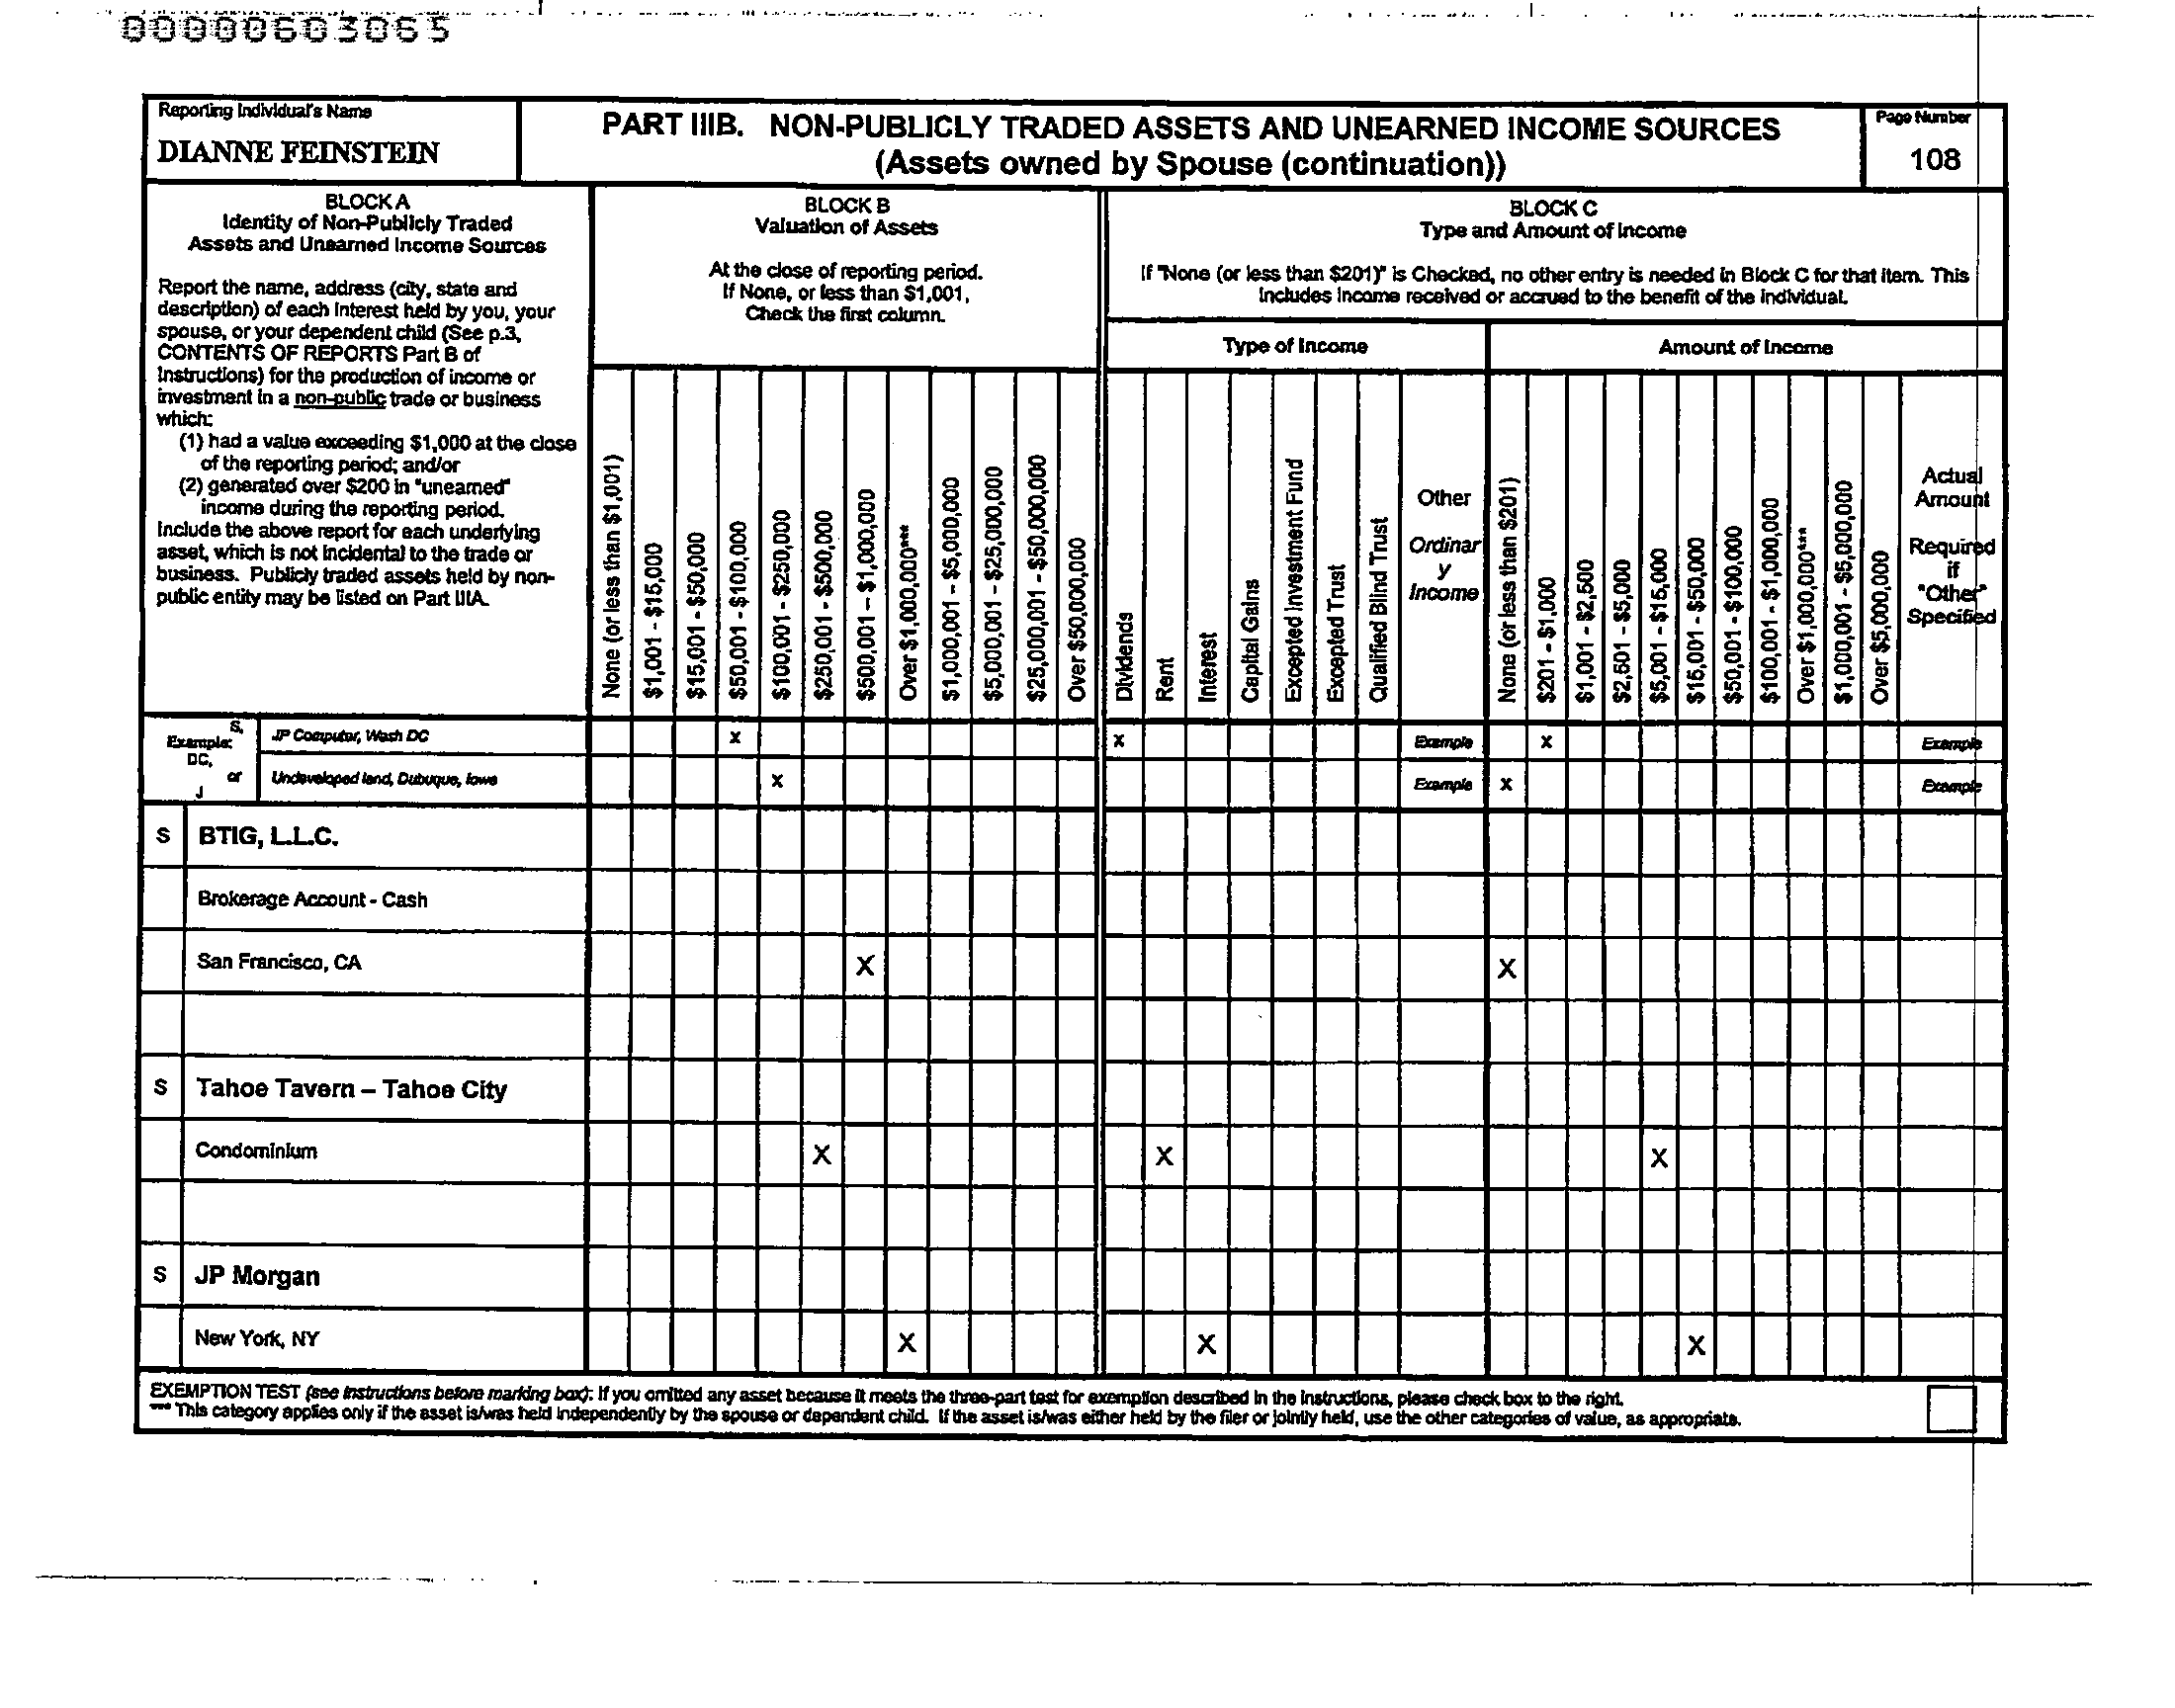 00000603065
Reporting Individual's Name
DIANNE FEINSTEIN
PART IIIB. NON-PUBLICLY TRADED ASSETS AND UNEARNED INCOME SOURCES
(Assets owned by Spouse (continuation))
Page Number
108
BLOCK A
Identity of Non-Publicly Traded
Assets and Unearned Income Sources
Report the name, address (city, state and
description) of each interest held by you, your
spouse, or your dependent child (See p.3,
CONTENTS OF REPORTS Part B of
Instructions) for the production of income or
investment in a non-public trade or business
which:
(1) had a value exceeding $1,000 at the close
of the reporting period; and/or
(2) generated over $200 in "unearned"
income during the reporting period.
Include the above report for each underlying
asset, which is not incidental to the trade or
business. Publicly traded assets held by non-
public entity may be listed on Part IIIA.
BLOCK B
Valuation of Assets
At the close of reporting period.
If None, or less than $1,001,
Check the first column.
None (or less than $1,001)
$1,001 - $15,000
$15,001 - $50,000
$50,001 - $100,000
$100,001 - $250,000
$250,001 - $500,000
$500,001 – $1,000,000
Over $1,000,000***
$1,000,001 - $5,000,000
$5,000,001 - $25,000,000
$25,000,001 - $50,000,000
Over $50,000,000
BLOCK C
Type and Amount of Income
If "None (or less than $201)" is Checked, no other entry is needed in Block C for that item. This
includes income received or accrued to the benefit of the individual.
Type of Income
Amount of Income
Dividends
Rent
Interest
Capital Gains
Excepted Investment Fund
Excepted Trust
Qualified Blind Trust
Other
Ordinar
y
Income
None (or less than $201)
$201 - $1,000
$1,001 - $2,500
$2,501 - $5,000
$5,001 - $15,000
$15,001 - $50,000
$50,001 - $100,000
$100,001 - $1,000,000
Over $1,000,000***
$1,000,001 - $5,000,000
Over $5,000,000
Actual
Amount
Required
if
"Other"
Specified
S,
Example:
DC,
or
J
JP Computer, Wash DC X X Example X Example
Undeveloped land, Dubuque, Iowa X Example X Example
S BTIG, L.L.C.
Brokerage Account - Cash
San Francisco, CA X X
S Tahoe Tavern – Tahoe City
Condominium X X X
S JP Morgan
New York, NY X X X
EXEMPTION TEST (see instructions before marking box): If you omitted any asset because it meets the three-part test for exemption described in the instructions, please check box to the right.
*** This category applies only if the asset is/was held independently by the spouse or dependent child. If the asset is/was either held by the filer or jointly held, use the other categories of value, as appropriate.